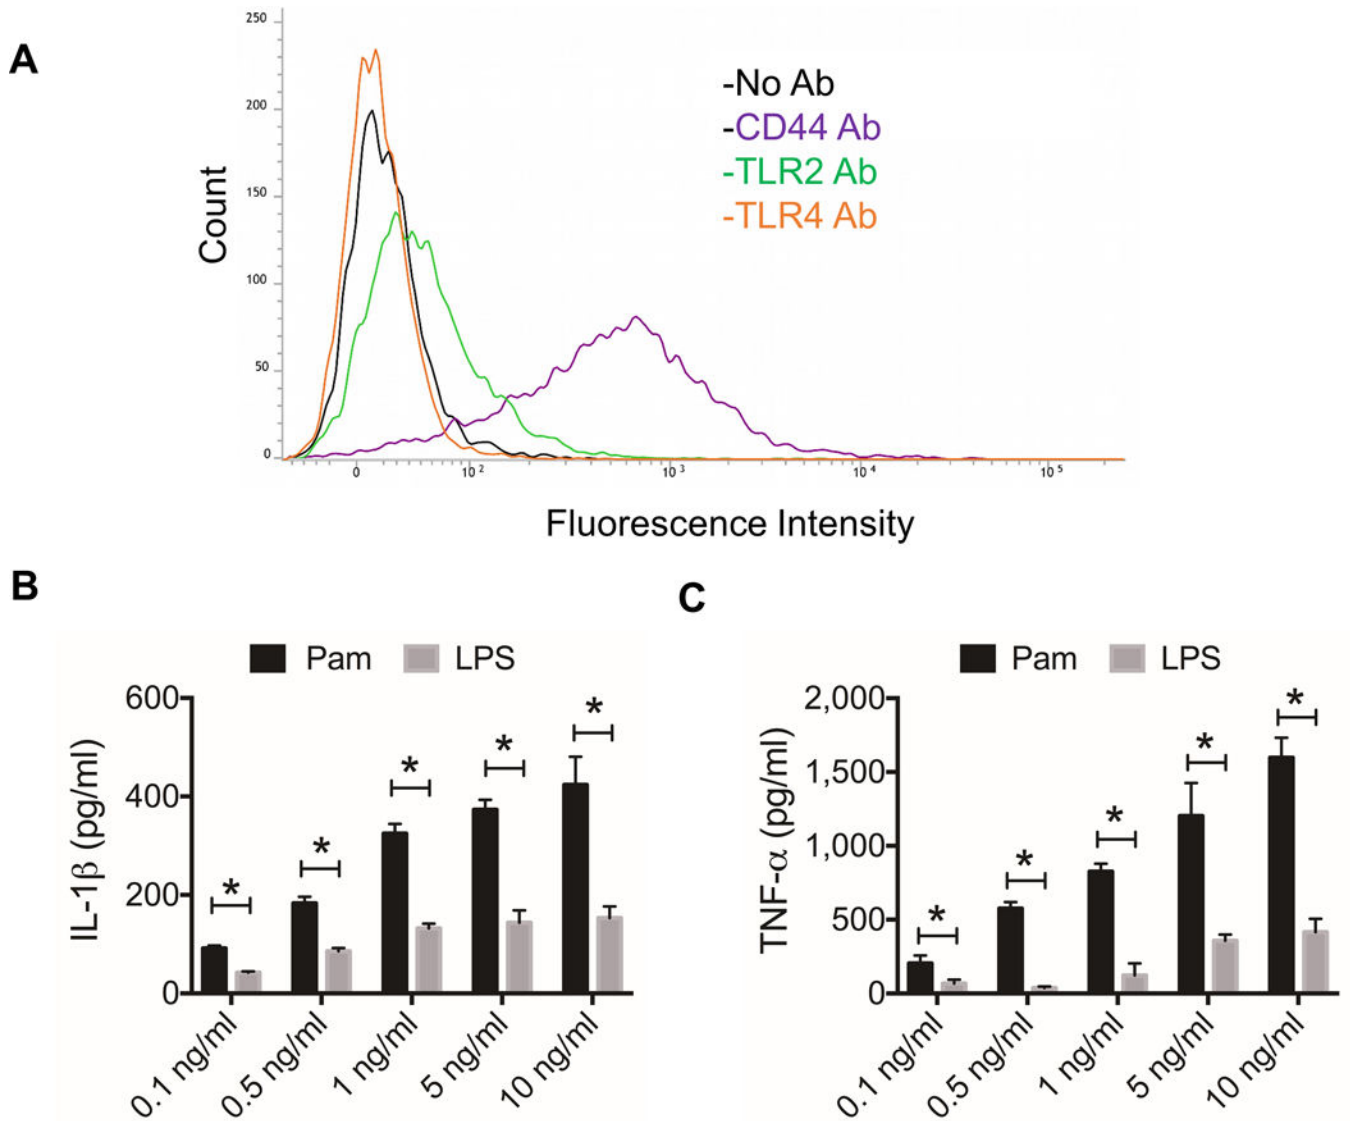 A
250
200
150
100
50
0
Count
-No Ab
-CD44 Ab
-TLR2 Ab
-TLR4 Ab
0 10² 10³ 10⁴ 10⁵
Fluorescence Intensity
B
Pam LPS
600
400
200
0
IL-1β (pg/ml)
* * * * *
0.1 ng/ml 0.5 ng/ml 1 ng/ml 5 ng/ml 10 ng/ml
C
Pam LPS
2,000
1,500
1,000
500
0
TNF-α (pg/ml)
* * * * *
0.1 ng/ml 0.5 ng/ml 1 ng/ml 5 ng/ml 10 ng/ml